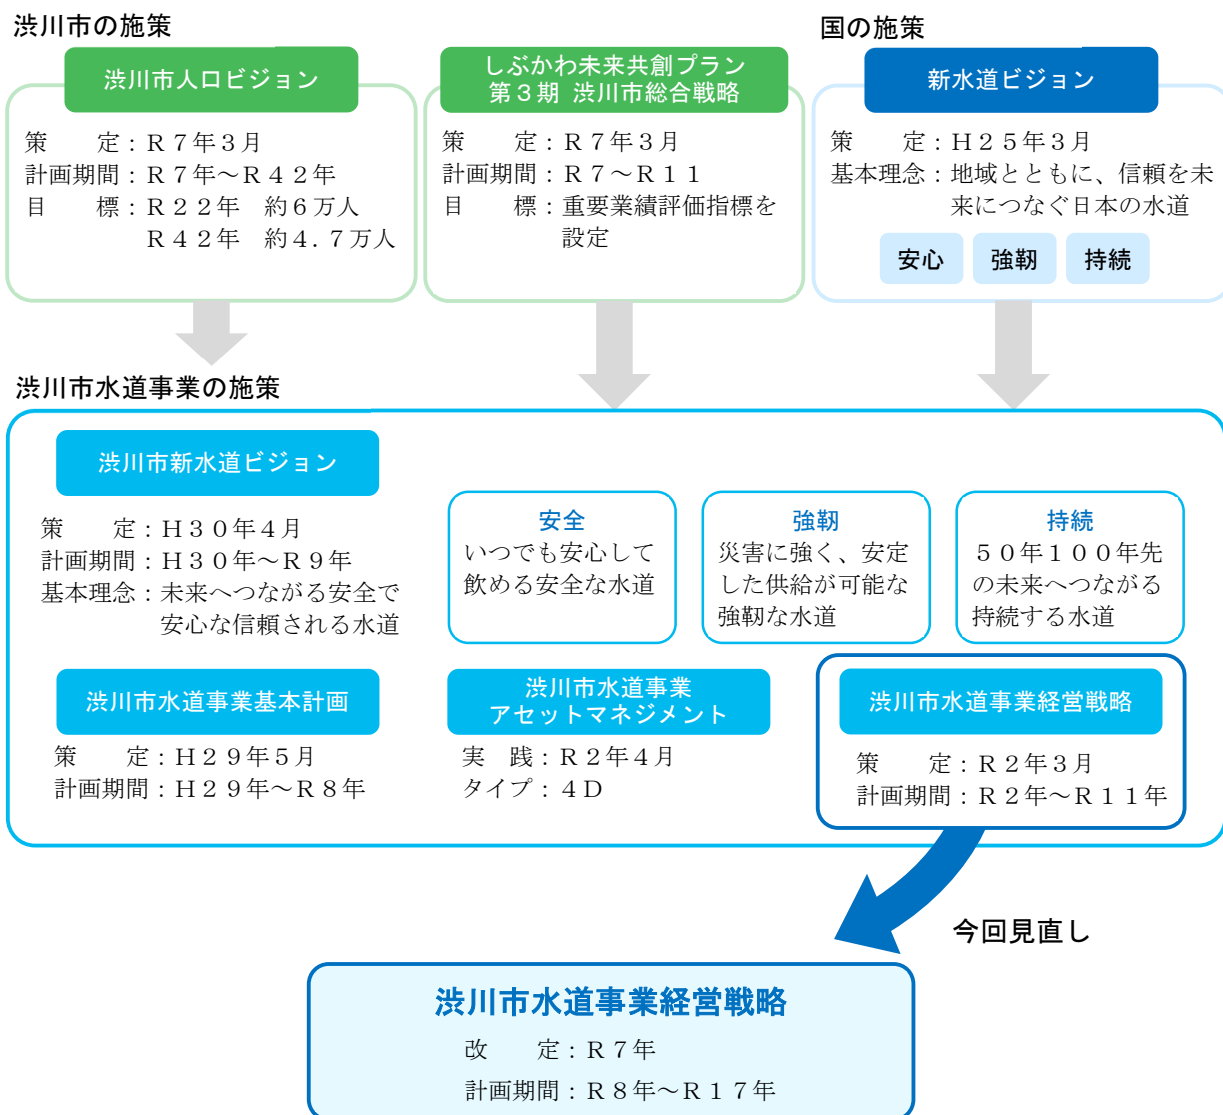 渋川市の施策
渋川市人口ビジョン
策　　定：Ｒ７年３月
計画期間：Ｒ７年～Ｒ４２年
目　　標：Ｒ２２年　約６万人
Ｒ４２年　約４.７万人
しぶかわ未来共創プラン
第３期 渋川市総合戦略
策　　定：Ｒ７年３月
計画期間：Ｒ７～Ｒ１１
目　　標：重要業績評価指標を
設定
国の施策
新水道ビジョン
策　　定：Ｈ２５年３月
基本理念：地域とともに、信頼を未
来につなぐ日本の水道
安心　強靭　持続
渋川市水道事業の施策
渋川市新水道ビジョン
策　　定：Ｈ３０年４月
計画期間：Ｈ３０年～Ｒ９年
基本理念：未来へつながる安全で
安心な信頼される水道
安全
いつでも安心して
飲める安全な水道
強靭
災害に強く、安定
した供給が可能な
強靭な水道
持続
５０年１００年先
の未来へつながる
持続する水道
渋川市水道事業基本計画
策　　定：Ｈ２９年５月
計画期間：Ｈ２９年～Ｒ８年
渋川市水道事業
アセットマネジメント
実　践：Ｒ２年４月
タイプ：４Ｄ
渋川市水道事業経営戦略
策　　定：Ｒ２年３月
計画期間：Ｒ２年～Ｒ１１年
今回見直し
渋川市水道事業経営戦略
改　　定：Ｒ７年
計画期間：Ｒ８年～Ｒ１７年